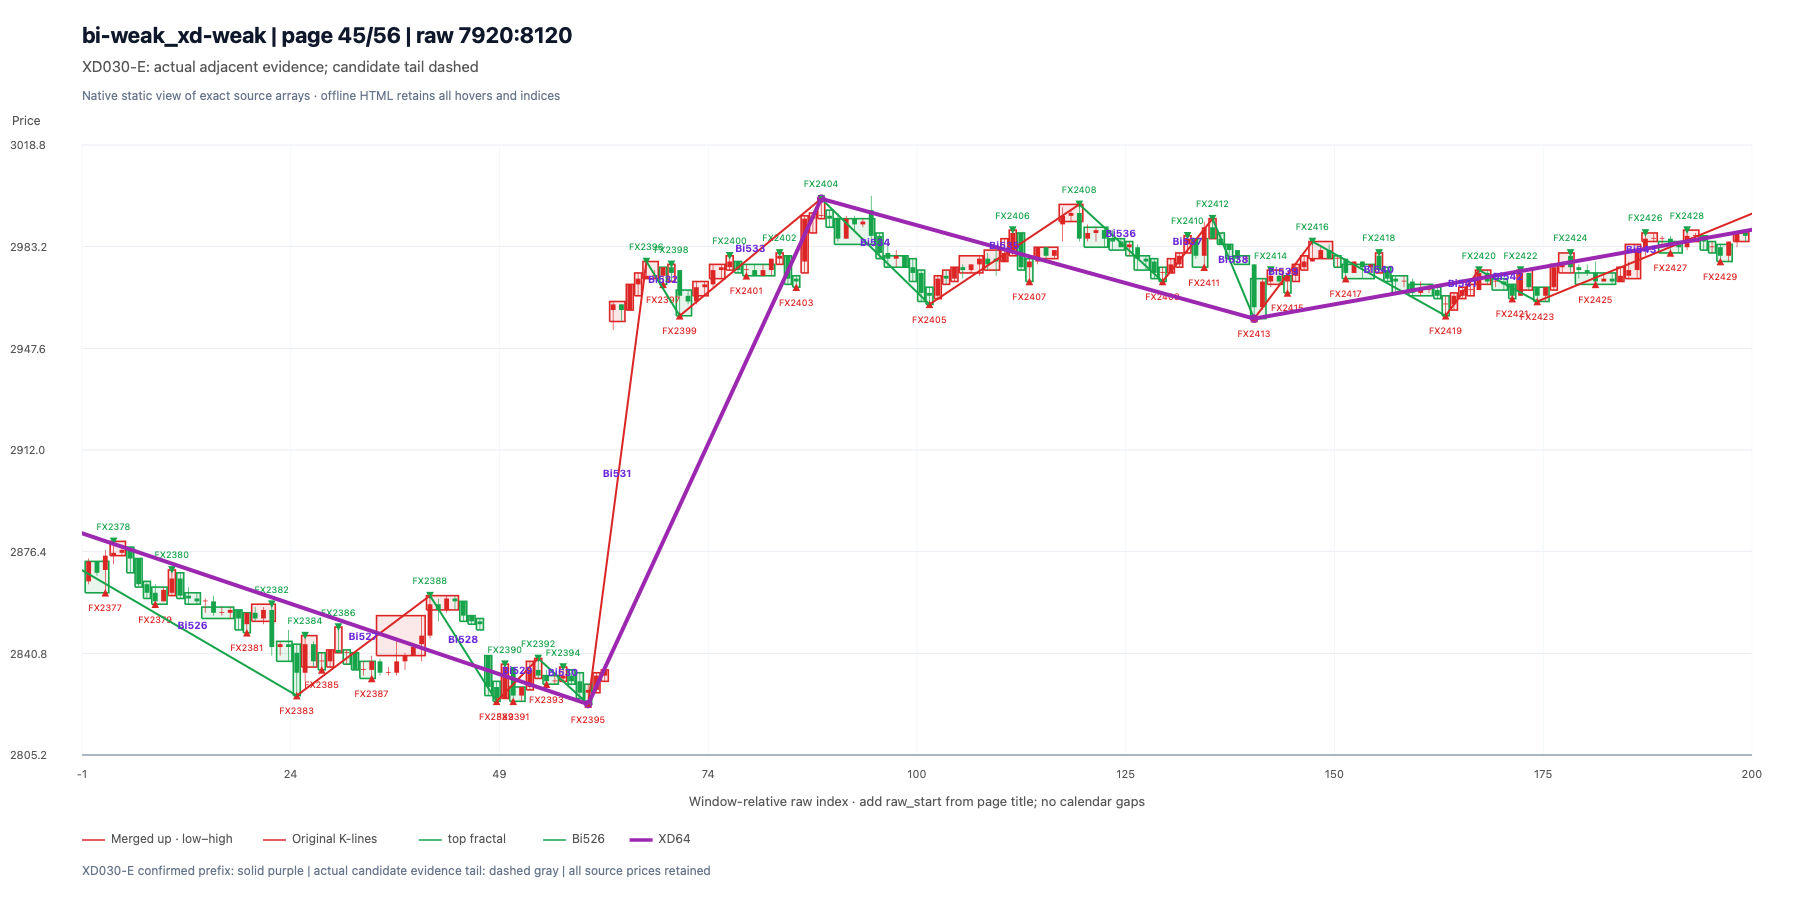 bi-weak_xd-weak | page 45/56 | raw 7920:8120
XD030-E: actual adjacent evidence; candidate tail dashed
Native static view of exact source arrays · offline HTML retains all hovers and indices
Price
3018.8
FX2404
FX2408
FX2412
FX2406
FX2410
FX2416
FX2426
FX2428
Bi536
FX2396
FX2398
FX2400
FX2402
FX2418
FX2424
2983.2
Bi533
Bi534
FX2414
FX2420
FX2422
Bi538
Bi532
FX2397
FX2401
FX2403
FX2407
FX2411
FX2415
FX2417
FX2425
FX2427
FX2429
FX2399
FX2405
FX2413
FX2419
FX2421
FX2423
2947.6
Bi531
2912.0
FX2378
2876.4
FX2380
FX2388
FX2377
FX2379
FX2382
FX2384
FX2386
Bi526
Bi527
Bi528
FX2381
FX2390
FX2392
FX2394
2840.8
FX2385
FX2387
FX2393
FX2383
FX2391
FX2395
2805.2
-1 24 49 74 100 125 150 175 200
Window-relative raw index · add raw_start from page title; no calendar gaps
Merged up · low–high Original K-lines top fractal Bi526 XD64
XD030-E confirmed prefix: solid purple | actual candidate evidence tail: dashed gray | all source prices retained